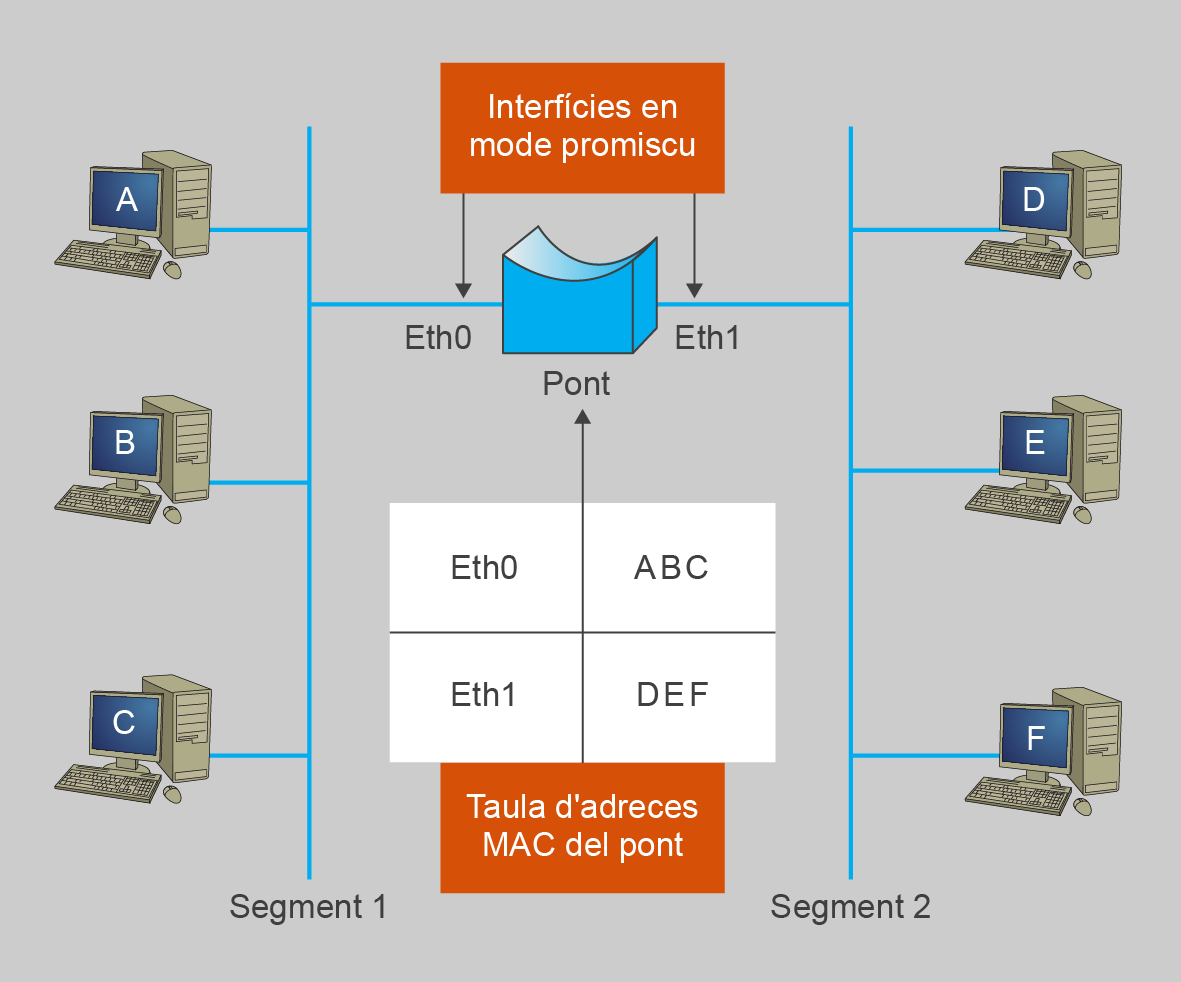 Interfícies en
mode promiscu
A
D
Eth0
Eth1
Pont
B
E
Eth0
ABC
Eth1
DEF
C
F
Taula d'adreces
MAC del pont
Segment 1
Segment 2